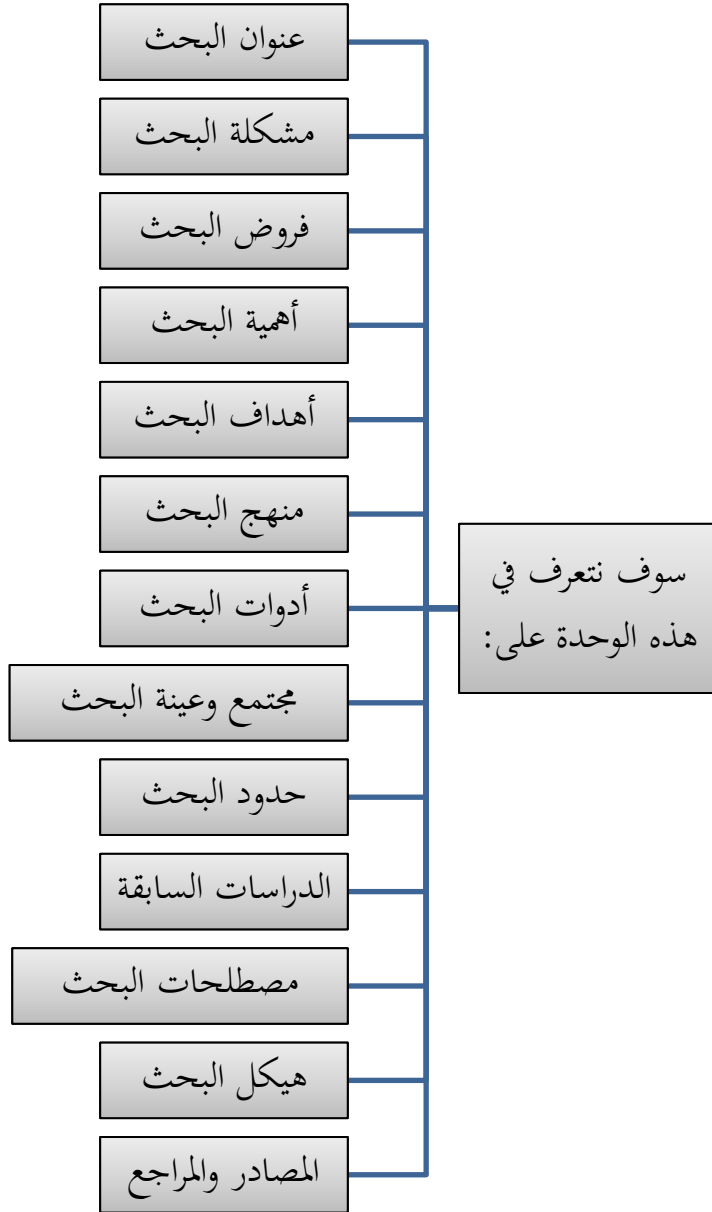 سوف نتعرف في
هذه الوحدة على:
عنوان البحث
مشكلة البحث
فروض البحث
أهمية البحث
أهداف البحث
منهج البحث
أدوات البحث
مجتمع وعينة البحث
حدود البحث
الدراسات السابقة
مصطلحات البحث
هيكل البحث
المصادر والمراجع